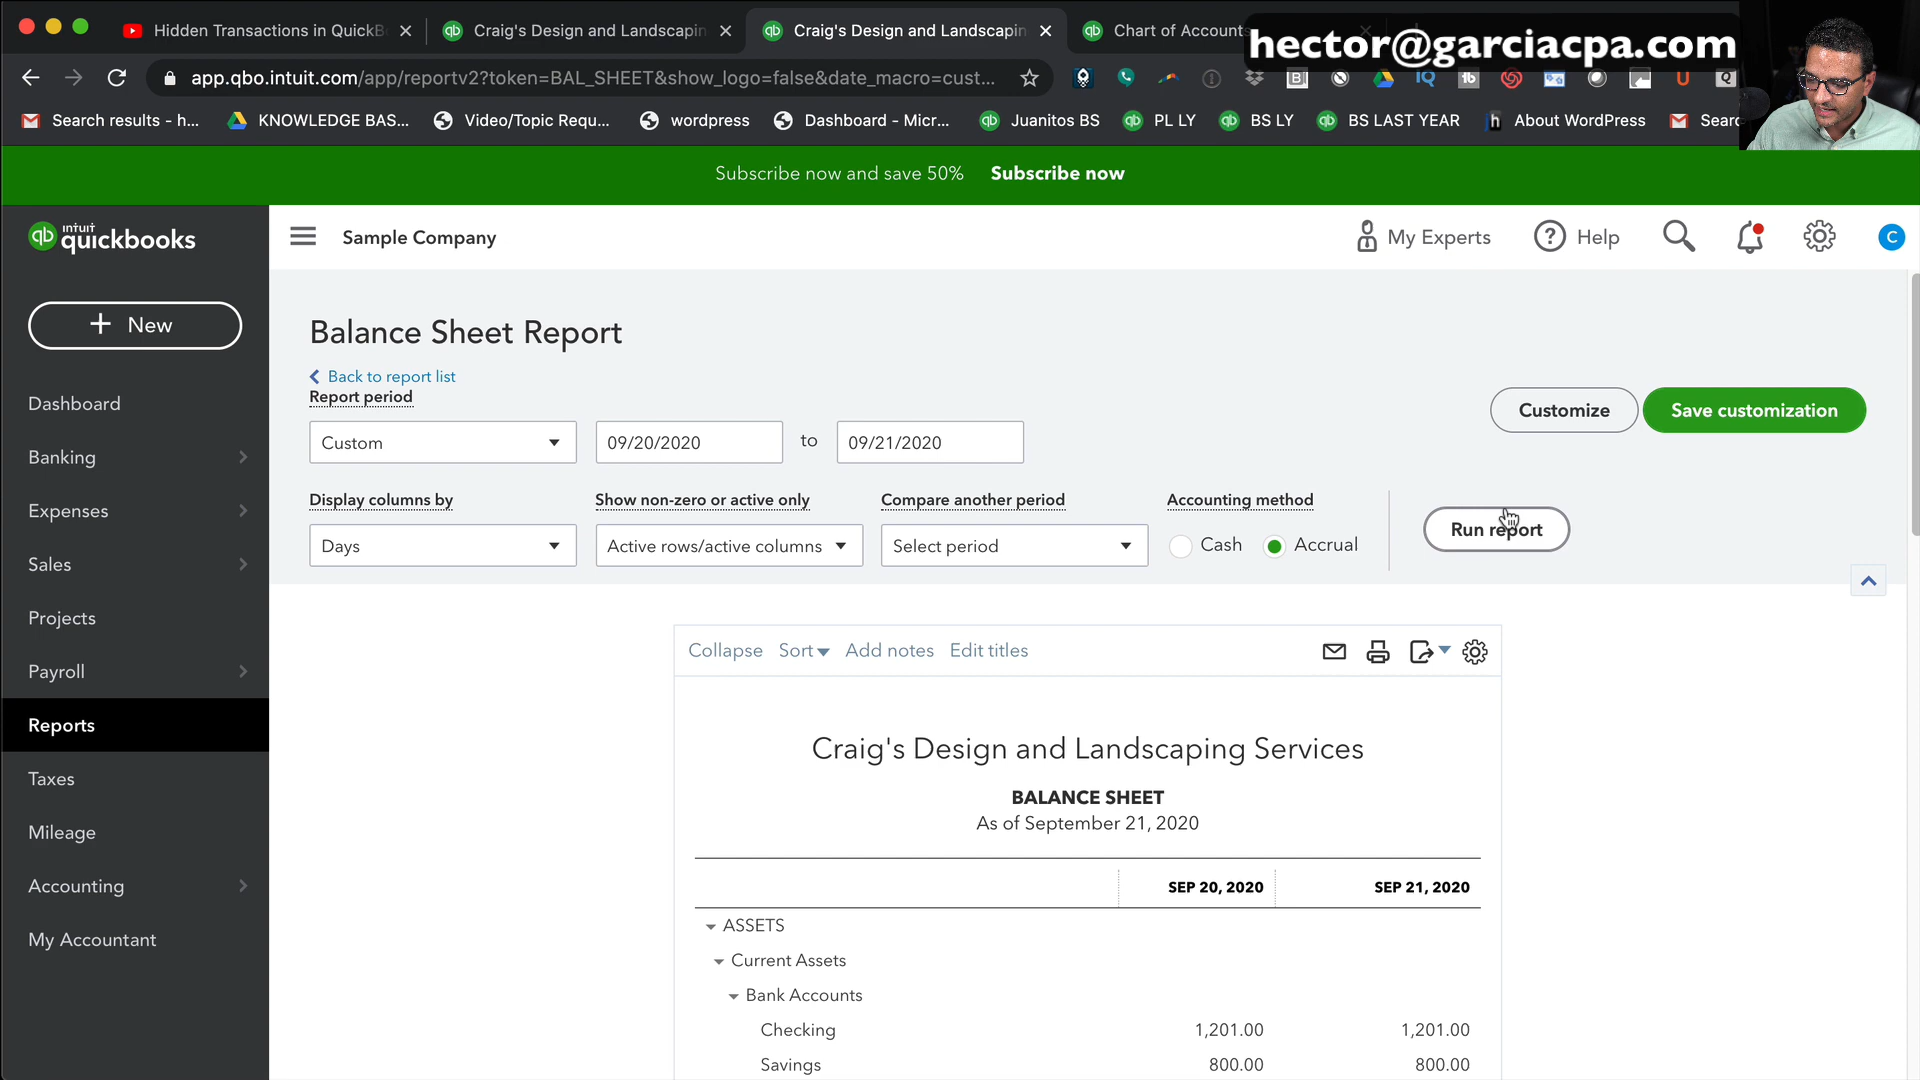 Hidden Transactions in QuickB
Craig's Design and Landscapin
Craig's Design and Landscapin
Chart of Accounts
hector@garciacpa.com
app.qbo.intuit.com/app/reportv2?token=BAL_SHEET&show_logo=false&date_macro=cust...
Search results - h...
KNOWLEDGE BAS...
Video/Topic Requ...
wordpress
Dashboard - Micr...
Juanitos BS
PL LY
BS LY
BS LAST YEAR
About WordPress
Searc
Subscribe now and save 50% Subscribe now
intuit
quickbooks
Sample Company
My Experts
Help
C
New
Dashboard
Banking
Expenses
Sales
Projects
Payroll
Reports
Taxes
Mileage
Accounting
My Accountant
Balance Sheet Report
Back to report list
Report period
Custom
09/20/2020
to
09/21/2020
Customize
Save customization
Display columns by
Show non-zero or active only
Compare another period
Accounting method
Days
Active rows/active columns
Select period
Cash
Accrual
Run report
Collapse
Sort
Add notes
Edit titles
Craig's Design and Landscaping Services
BALANCE SHEET
As of September 21, 2020
SEP 20, 2020 SEP 21, 2020
ASSETS
Current Assets
Bank Accounts
Checking 1,201.00 1,201.00
Savings 800.00 800.00